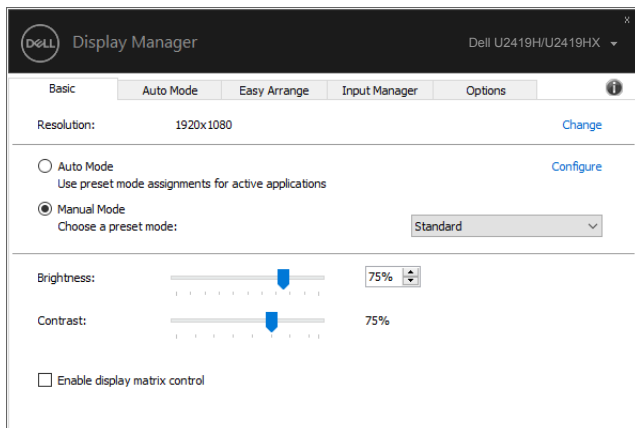 DELL Display Manager Dell U2419H/U2419HX
x
Basic Auto Mode Easy Arrange Input Manager Options
Resolution: 1920x1080 Change
Auto Mode Configure
Use preset mode assignments for active applications
Manual Mode
Choose a preset mode: Standard
Brightness: 75%
Contrast: 75%
Enable display matrix control